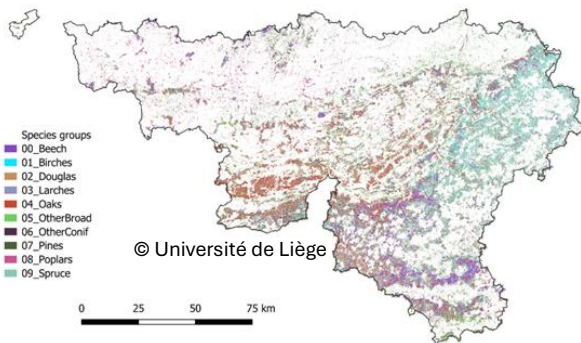 Species groups
00_Beech
01_Birches
02_Douglas
03_Larches
04_Oaks
05_OtherBroad
06_OtherConif
07_Pines
08_Poplars
09_Spruce
© Université de Liège
0 25 50 75 km